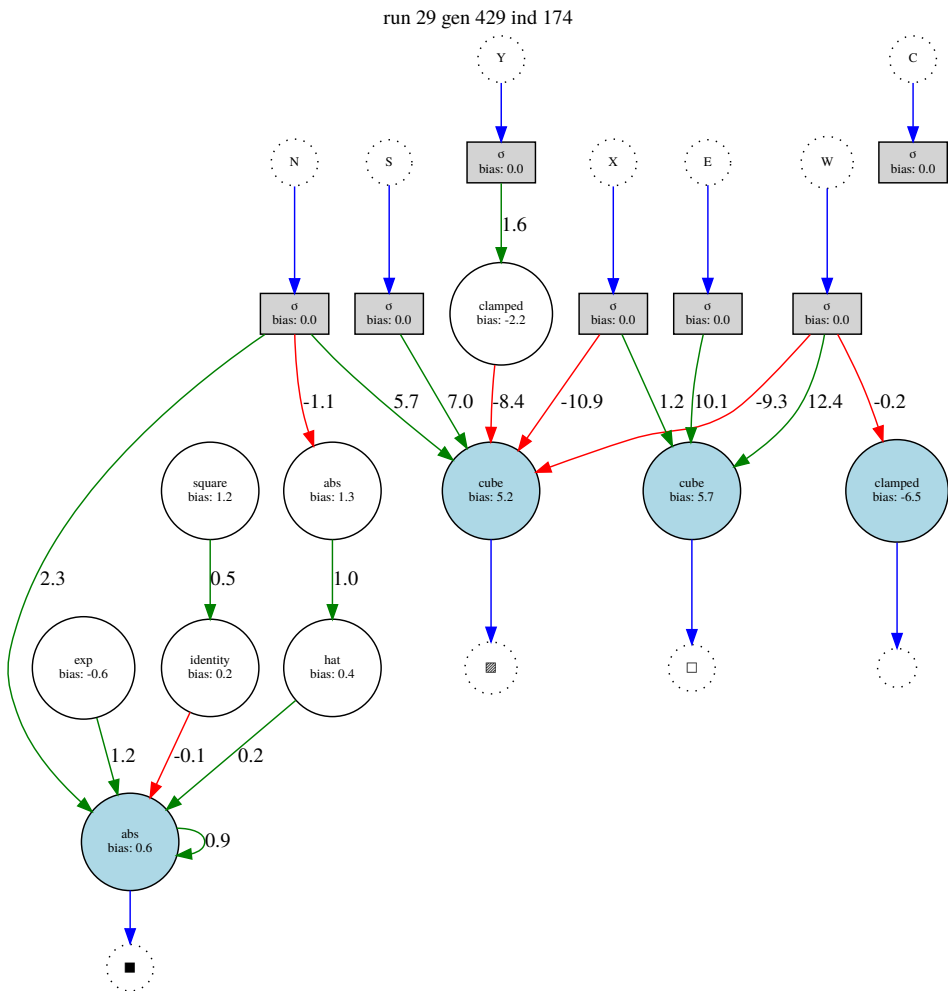 run 29 gen 429 ind 174
Y
C
N
S
X
E
W
σ
bias: 0.0
σ
bias: 0.0
1.6
σ
bias: 0.0
σ
bias: 0.0
clamped
bias: -2.2
σ
bias: 0.0
σ
bias: 0.0
σ
bias: 0.0
-1.1
5.7
7.0
-8.4
-10.9
1.2
10.1
-9.3
12.4
-0.2
square
bias: 1.2
abs
bias: 1.3
cube
bias: 5.2
cube
bias: 5.7
clamped
bias: -6.5
2.3
0.5
1.0
exp
bias: -0.6
identity
bias: 0.2
hat
bias: 0.4
▨
□
1.2
-0.1
0.2
abs
bias: 0.6
0.9
■